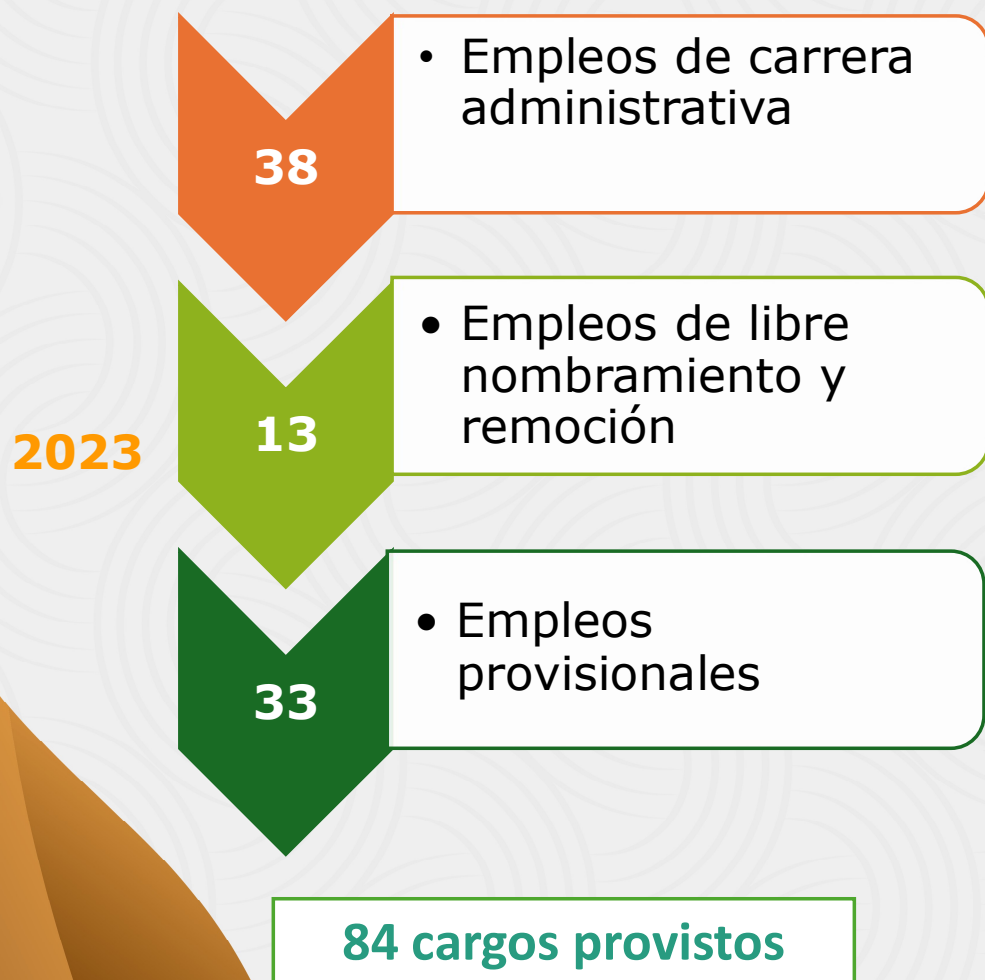 38
• Empleos de carrera
administrativa
2023
13
• Empleos de libre
nombramiento y
remoción
33
• Empleos
provisionales
84 cargos provistos